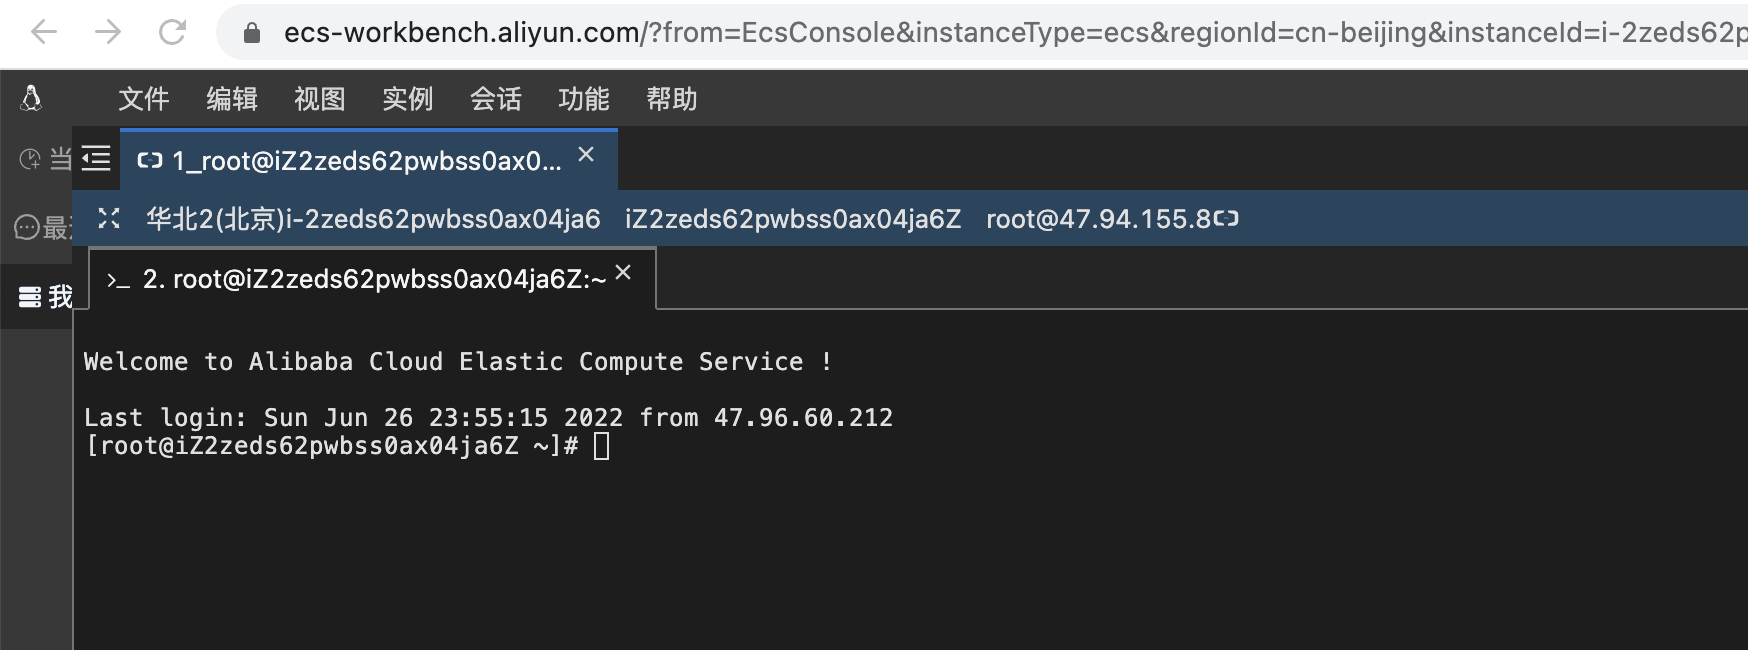 ecs-workbench.aliyun.com/?from=EcsConsole&instanceType=ecs&regionId=cn-beijing&instanceId=i-2zeds62p
文件 编辑 视图 实例 会话 功能 帮助
当
1_root@iZ2zeds62pwbss0ax0...
最
华北2(北京)i-2zeds62pwbss0ax04ja6 iZ2zeds62pwbss0ax04ja6Z root@47.94.155.8
我
2. root@iZ2zeds62pwbss0ax04ja6Z:~
Welcome to Alibaba Cloud Elastic Compute Service !
Last login: Sun Jun 26 23:55:15 2022 from 47.96.60.212
[root@iZ2zeds62pwbss0ax04ja6Z ~]#